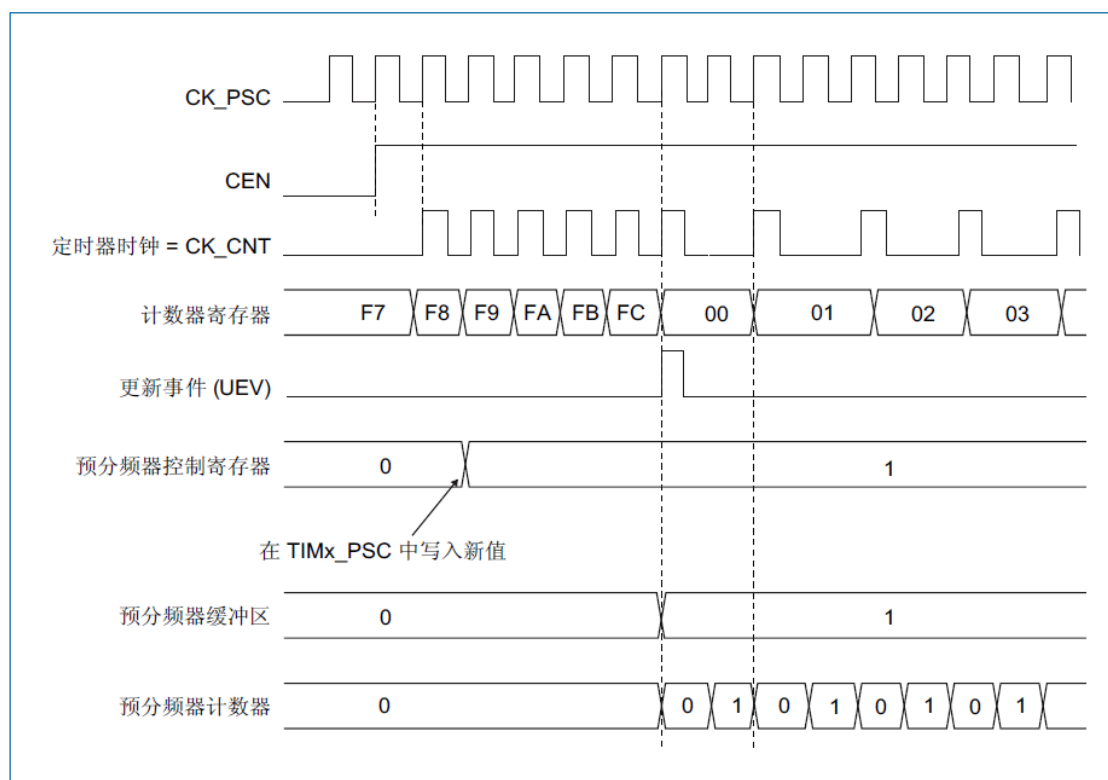 CK_PSC
CEN
定时器时钟 = CK_CNT
计数器寄存器 F7 F8 F9 FA FB FC 00 01 02 03
更新事件 (UEV)
预分频器控制寄存器 0 1
在 TIMx_PSC 中写入新值
预分频器缓冲区 0 1
预分频器计数器 0 0 1 0 1 0 1 0 1